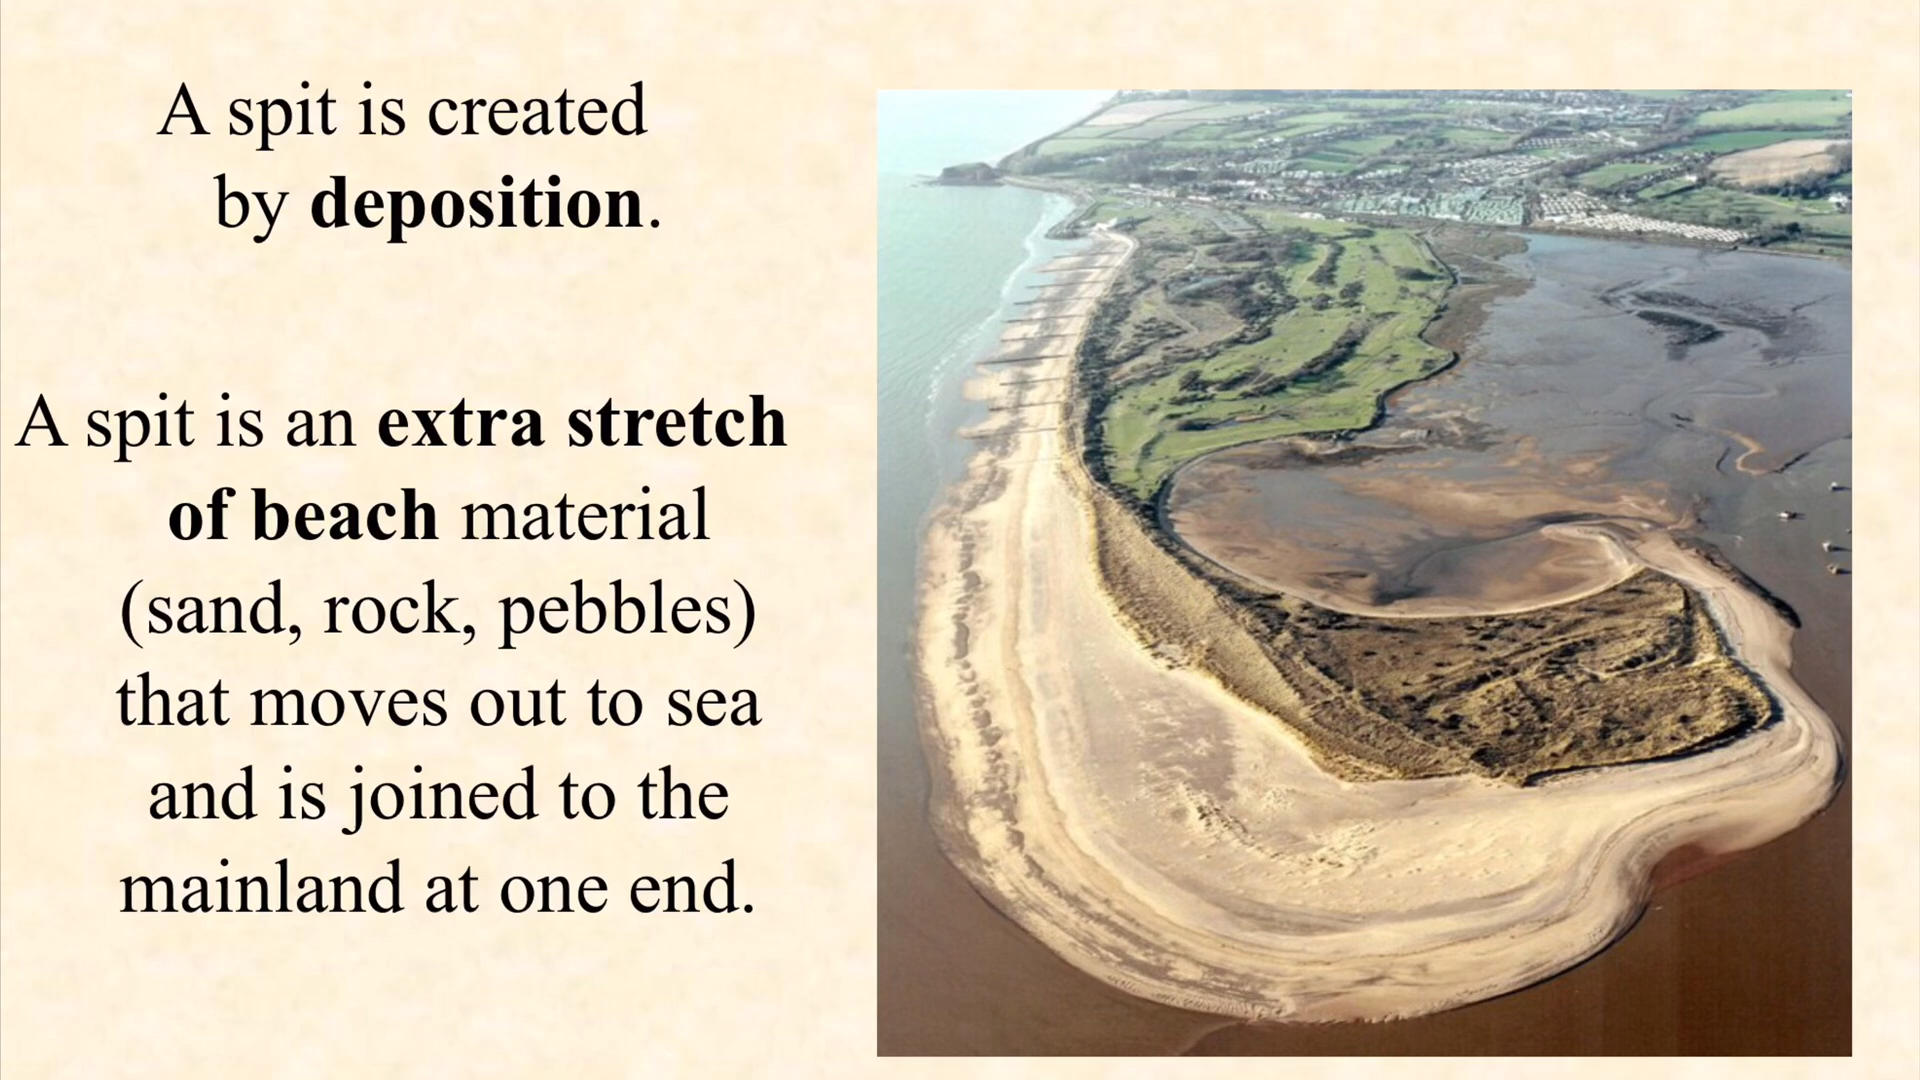 A spit is created
by deposition.
A spit is an extra stretch
of beach material
(sand, rock, pebbles)
that moves out to sea
and is joined to the
mainland at one end.